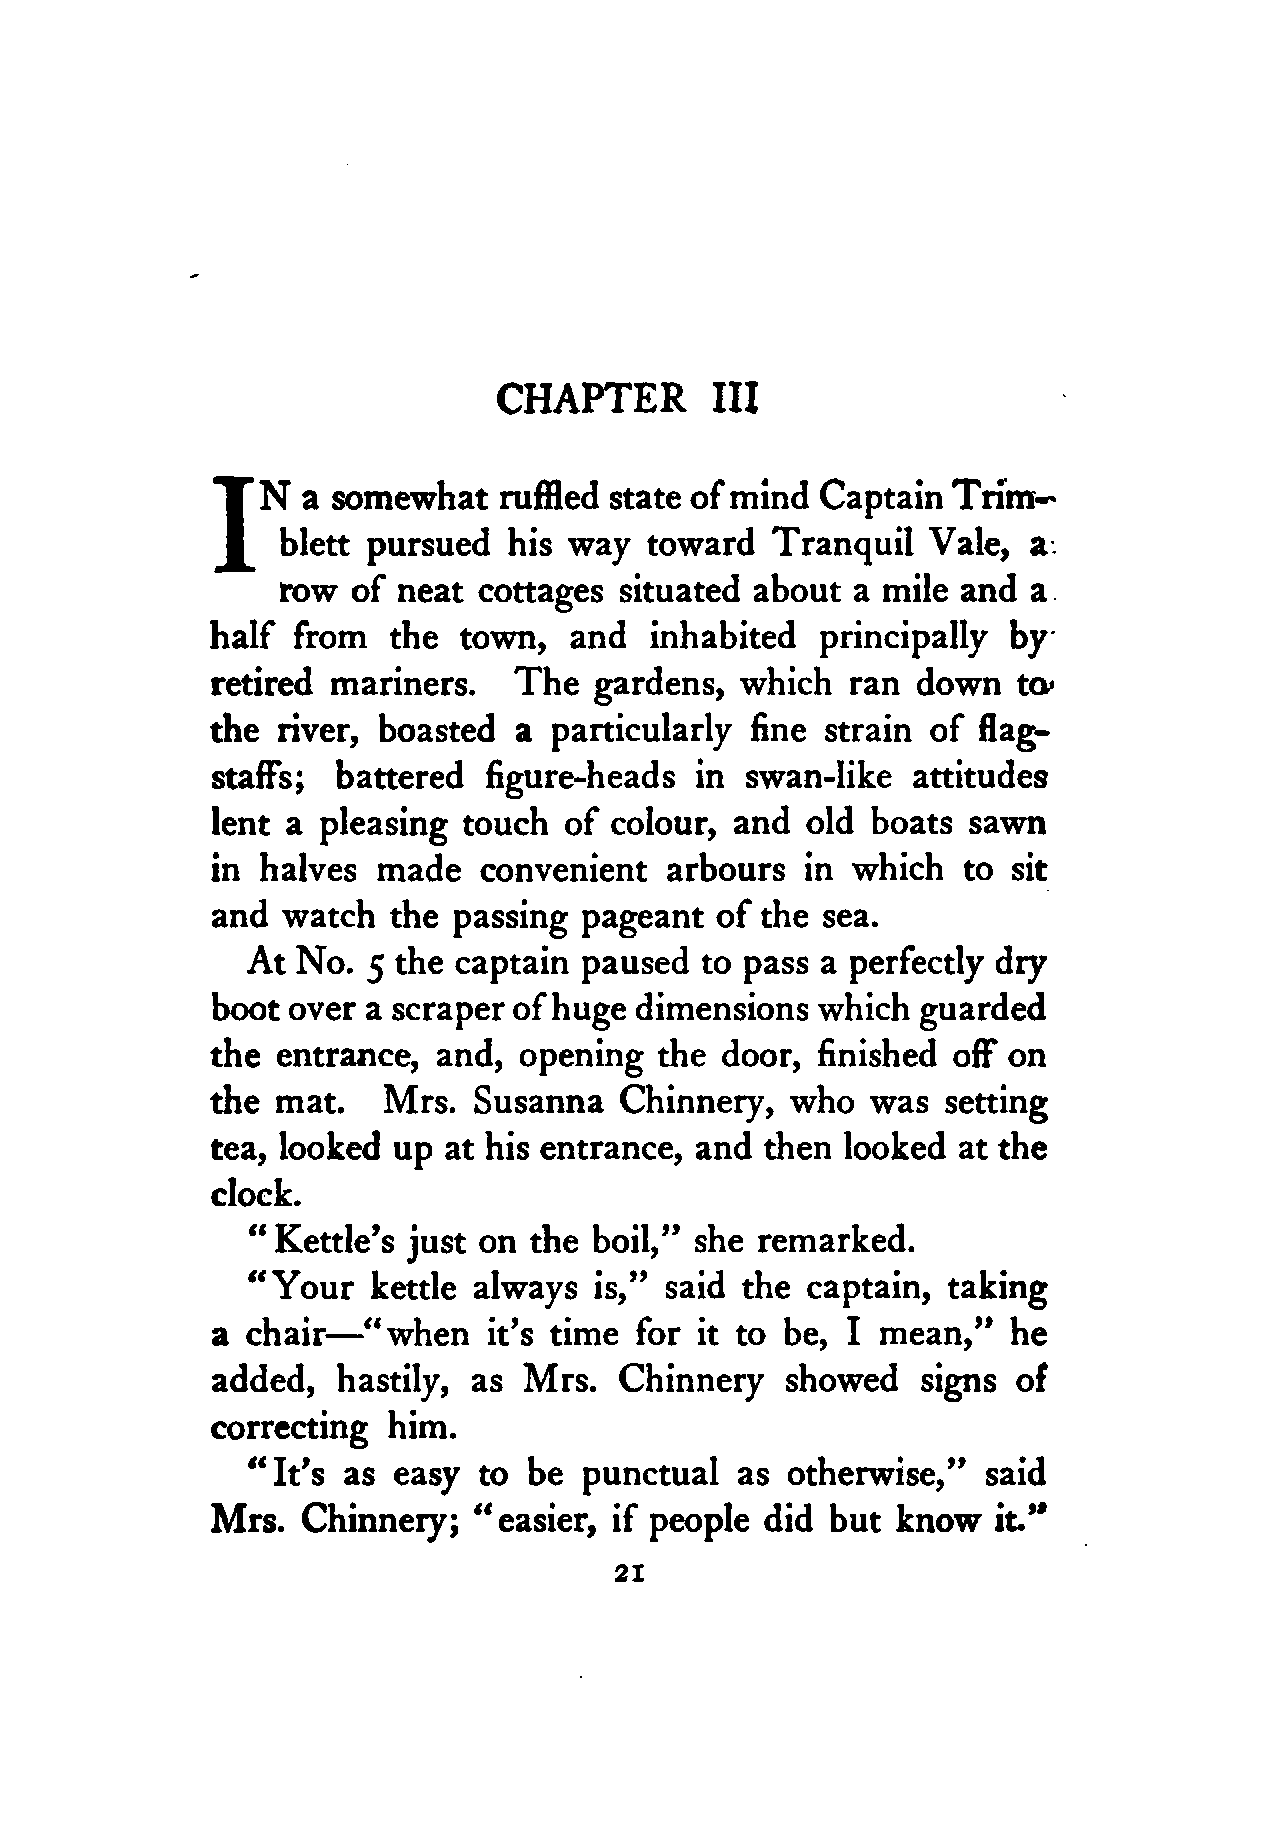 CHAPTER III
IN a somewhat ruffled state of mind Captain Trim-
blett pursued his way toward Tranquil Vale, a
row of neat cottages situated about a mile and a
half from the town, and inhabited principally by
retired mariners. The gardens, which ran down to
the river, boasted a particularly fine strain of flag-
staffs; battered figure-heads in swan-like attitudes
lent a pleasing touch of colour, and old boats sawn
in halves made convenient arbours in which to sit
and watch the passing pageant of the sea.
At No. 5 the captain paused to pass a perfectly dry
boot over a scraper of huge dimensions which guarded
the entrance, and, opening the door, finished off on
the mat. Mrs. Susanna Chinnery, who was setting
tea, looked up at his entrance, and then looked at the
clock.
"Kettle's just on the boil," she remarked.
"Your kettle always is," said the captain, taking
a chair—"when it's time for it to be, I mean," he
added, hastily, as Mrs. Chinnery showed signs of
correcting him.
"It's as easy to be punctual as otherwise," said
Mrs. Chinnery; "easier, if people did but know it."
21